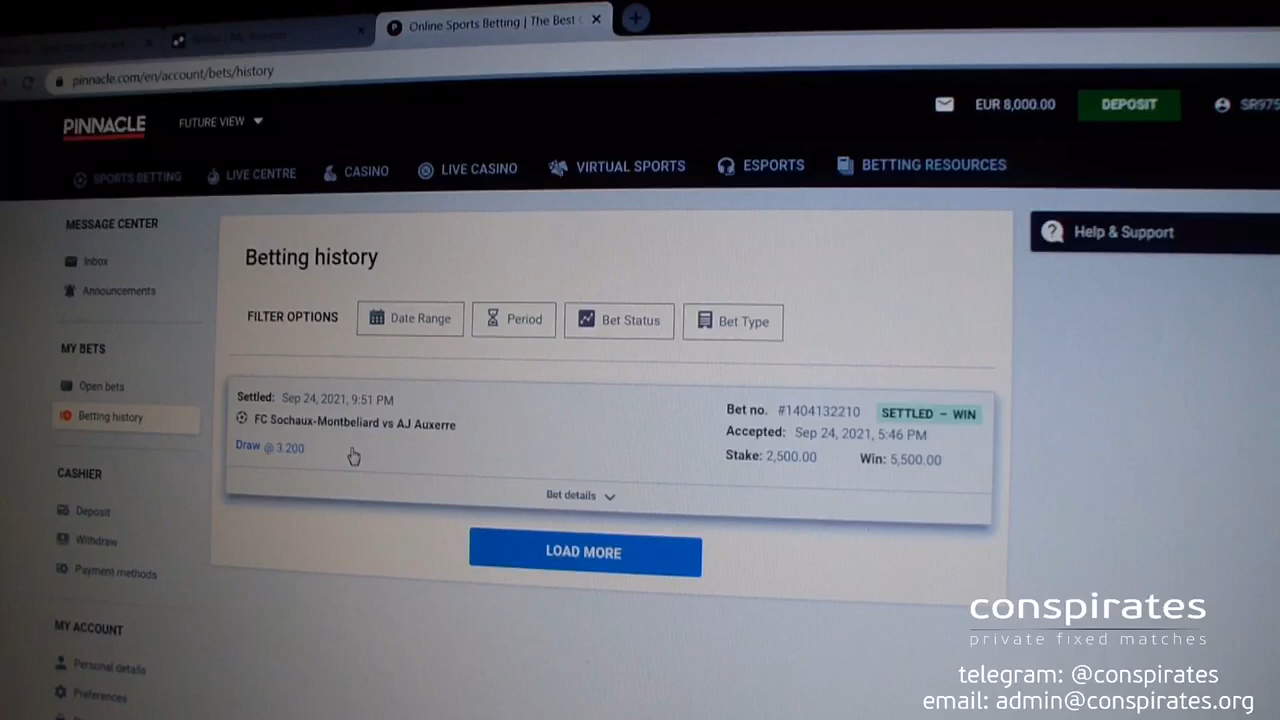 Online Sports Betting | The Best
pinnacle.com/en/account/bets/history
PINNACLE
FUTURE VIEW
EUR 8,000.00
DEPOSIT
SR975
SPORTS BETTING
LIVE CENTRE
CASINO
LIVE CASINO
VIRTUAL SPORTS
ESPORTS
BETTING RESOURCES
MESSAGE CENTER
Inbox
Announcements
MY BETS
Open bets
Betting history
CASHIER
Deposit
Withdraw
Payment methods
MY ACCOUNT
Personal details
Preferences
Betting history
FILTER OPTIONS
Date Range
Period
Bet Status
Bet Type
Settled: Sep 24, 2021, 9:51 PM
FC Sochaux-Montbeliard vs AJ Auxerre
Draw @ 3.200
Bet no. #1404132210 SETTLED – WIN
Accepted: Sep 24, 2021, 5:46 PM
Stake: 2,500.00 Win: 5,500.00
Bet details
LOAD MORE
? Help & Support
conspirates
private fixed matches
telegram: @conspirates
email: admin@conspirates.org